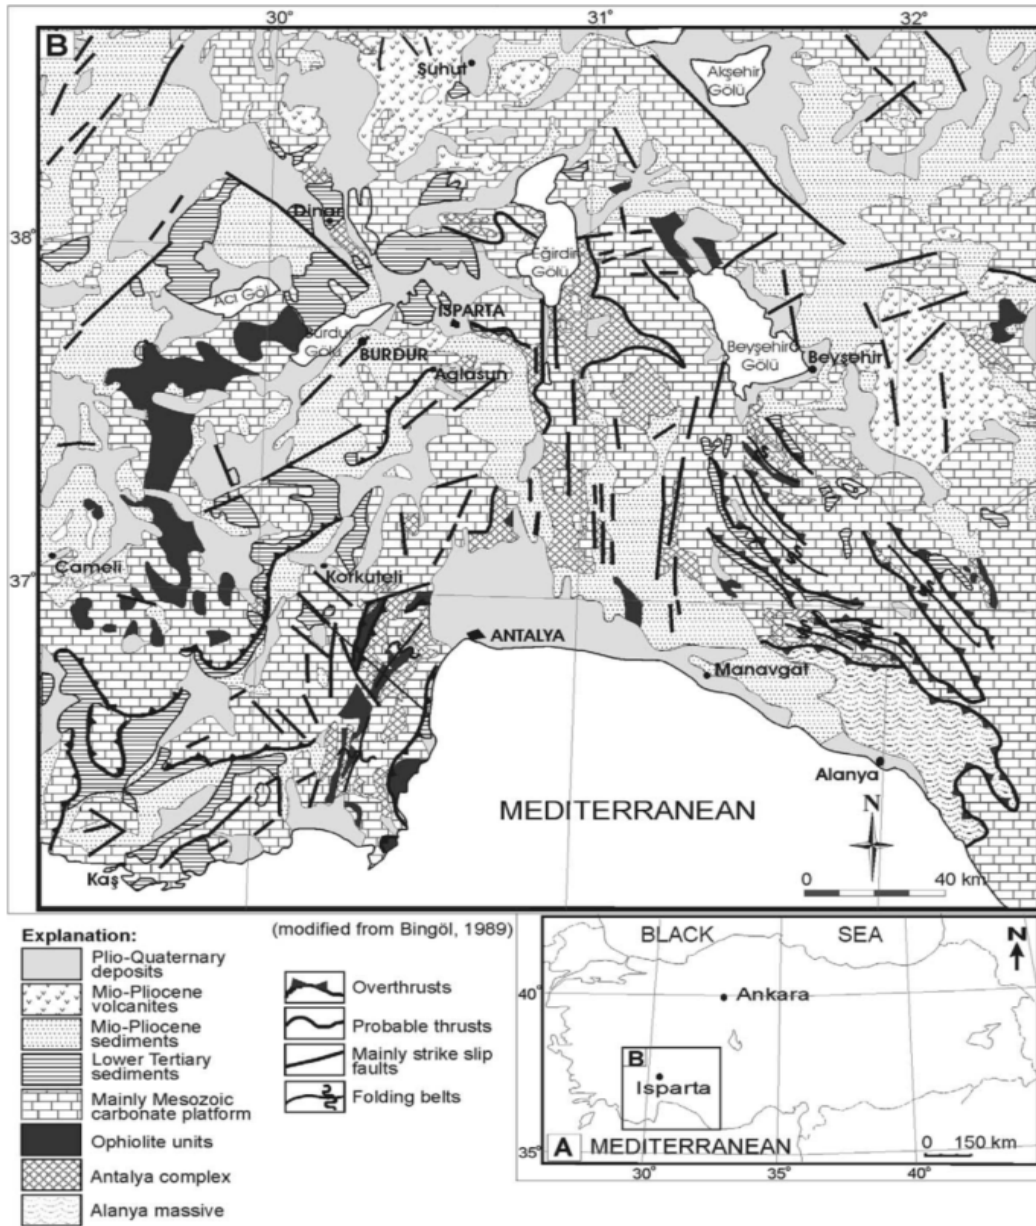 30° 31° 32°
B
Şuhut
Akşehir
Gölü
Dinar
38°
Eğirdir
Gölü
Acı Göl
ISPARTA
Burdur
Gölü
BURDUR
Beyşehir
Gölü
Beyşehir
Ağlasun
37°
Çameli
Korkuteli
ANTALYA
Manavgat
Alanya
MEDITERRANEAN
N
Kaş
0 40 km
Explanation:
(modified from Bingöl, 1989)
Plio-Quaternary
deposits
Mio-Pliocene
volcanites
Mio-Pliocene
sediments
Lower Tertiary
sediments
Mainly Mesozoic
carbonate platform
Ophiolite units
Antalya complex
Alanya massive
Overthrusts
Probable thrusts
Mainly strike slip
faults
Folding belts
BLACK SEA
N
40°
Ankara
B
Isparta
A MEDITERRANEAN
0 150 km
35°
30° 35° 40°